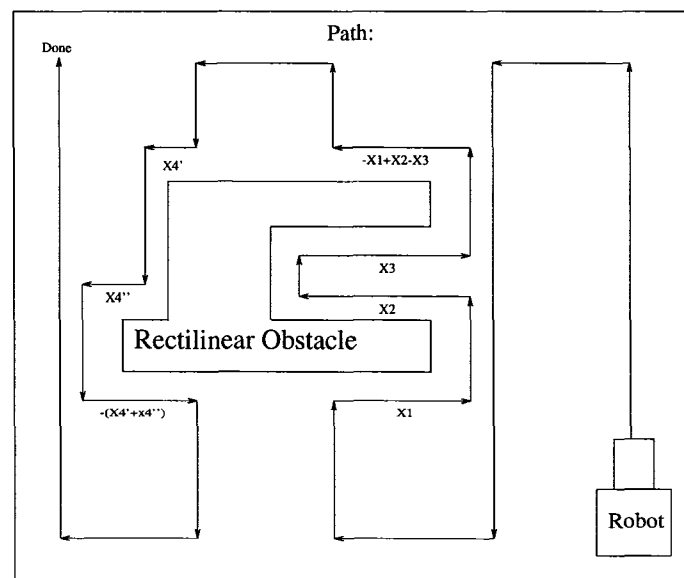 Path:
Done
X4'
-X1+X2-X3
X3
X4''
X2
Rectilinear Obstacle
-(X4'+x4'')
X1
Robot